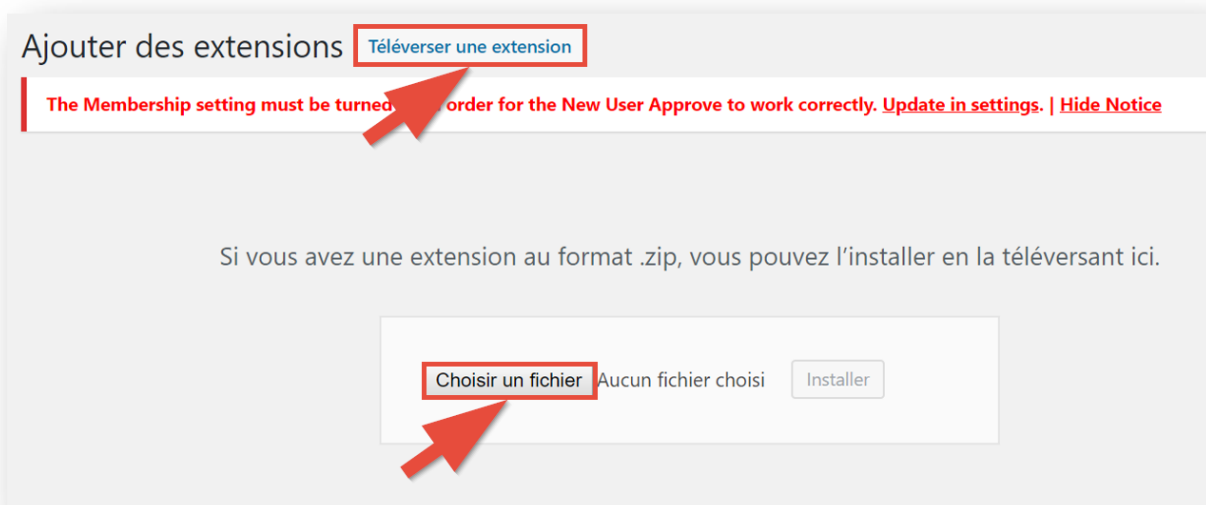 Ajouter des extensions Téléverser une extension
The Membership setting must be turned order for the New User Approve to work correctly. Update in settings. | Hide Notice
Si vous avez une extension au format .zip, vous pouvez l’installer en la téléversant ici.
Choisir un fichier Aucun fichier choisi Installer